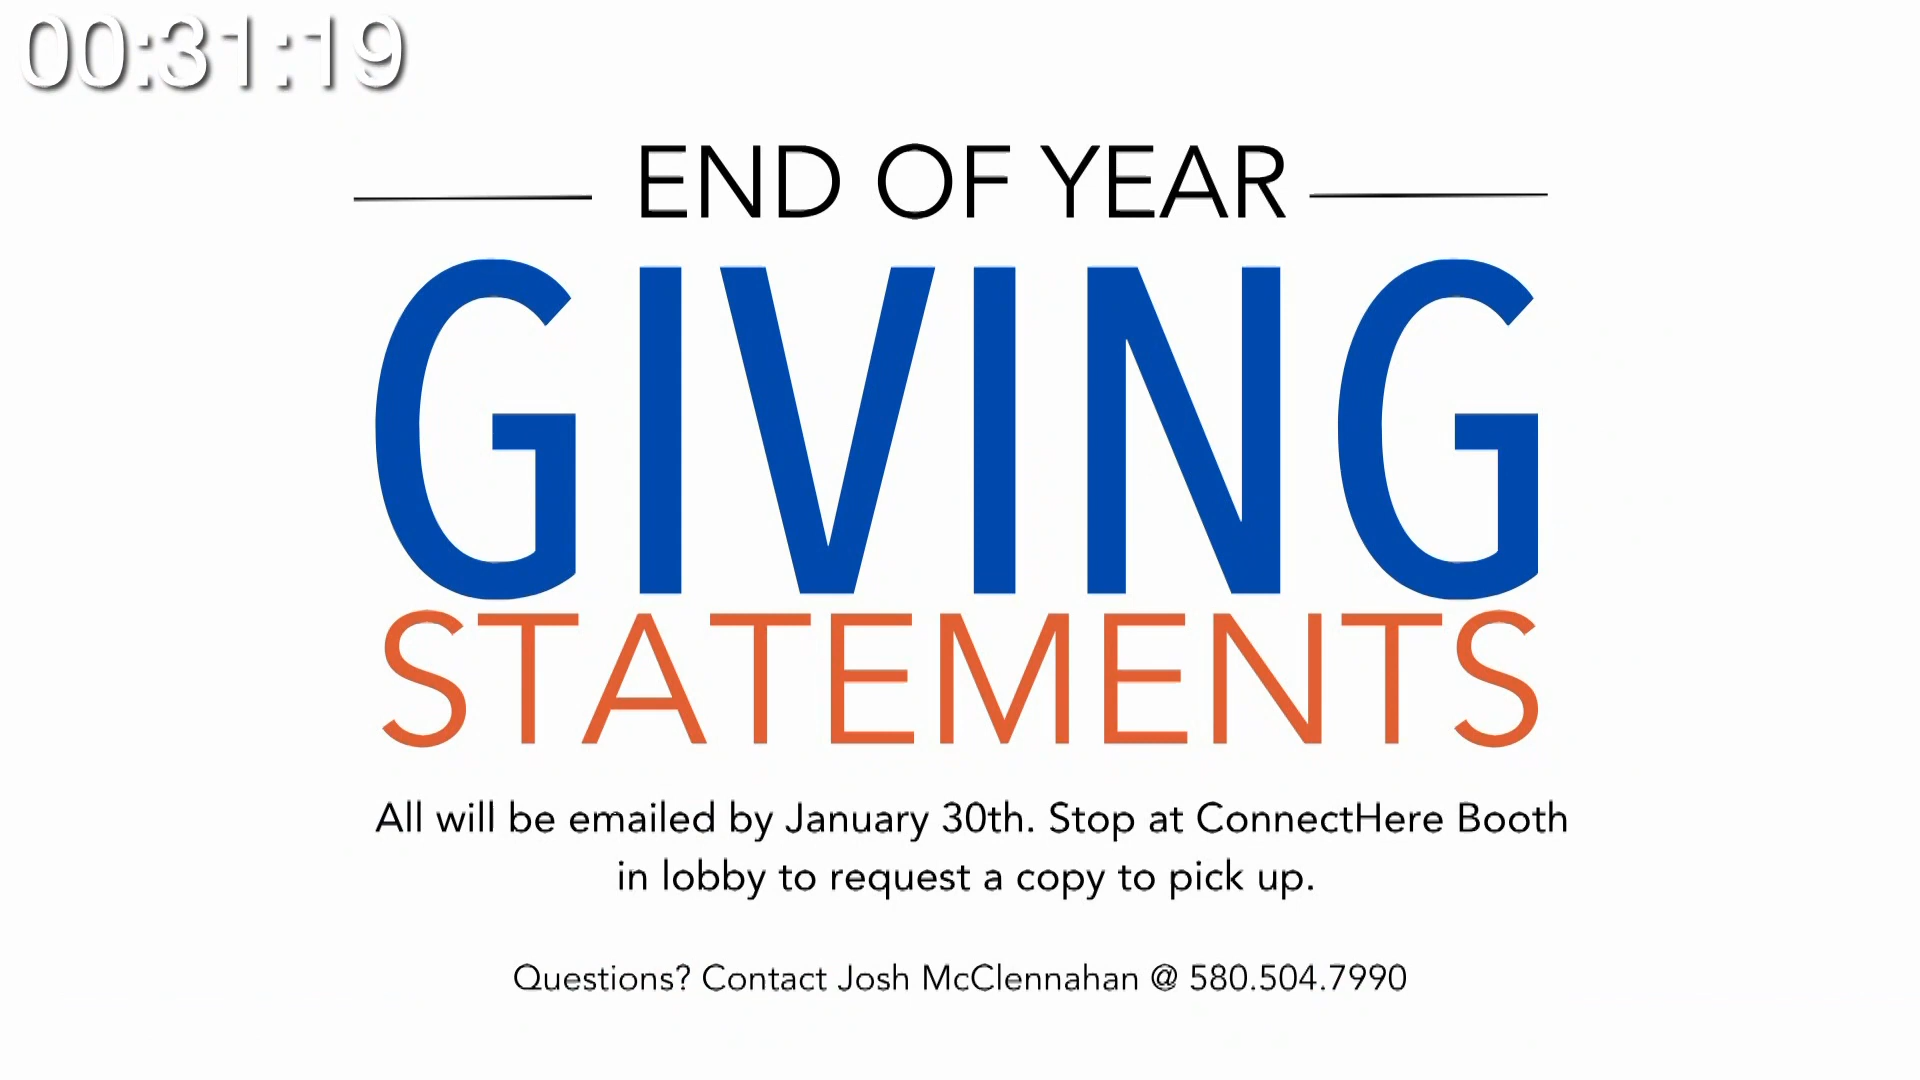 00:31:19
END OF YEAR
GIVING
STATEMENTS
All will be emailed by January 30th. Stop at ConnectHere Booth
in lobby to request a copy to pick up.
Questions? Contact Josh McClennahan @ 580.504.7990